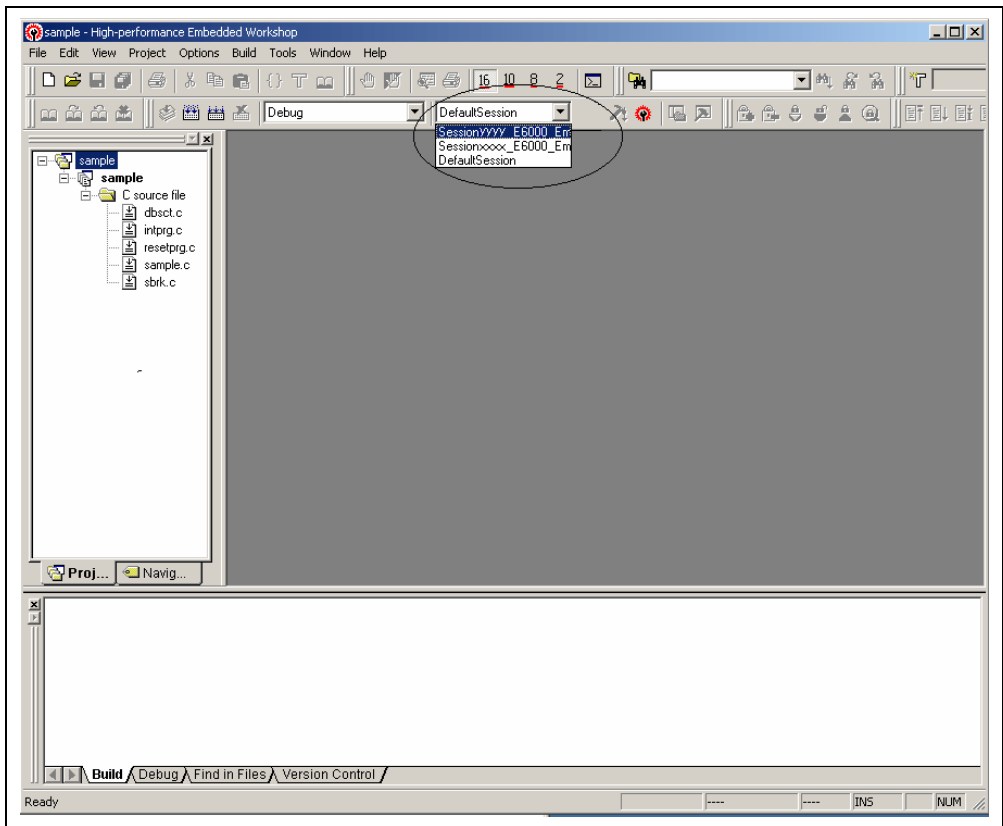 sample - High-performance Embedded Workshop
File Edit View Project Options Build Tools Window Help
16 10 8 2
Debug DefaultSession
SessionYYYY_E6000_Em
Sessionxxxx_E6000_Em
DefaultSession
sample
sample
C source file
dbsct.c
intprg.c
resetprg.c
sample.c
sbrk.c
Proj... Navig...
Build Debug Find in Files Version Control
Ready ---- ---- INS NUM